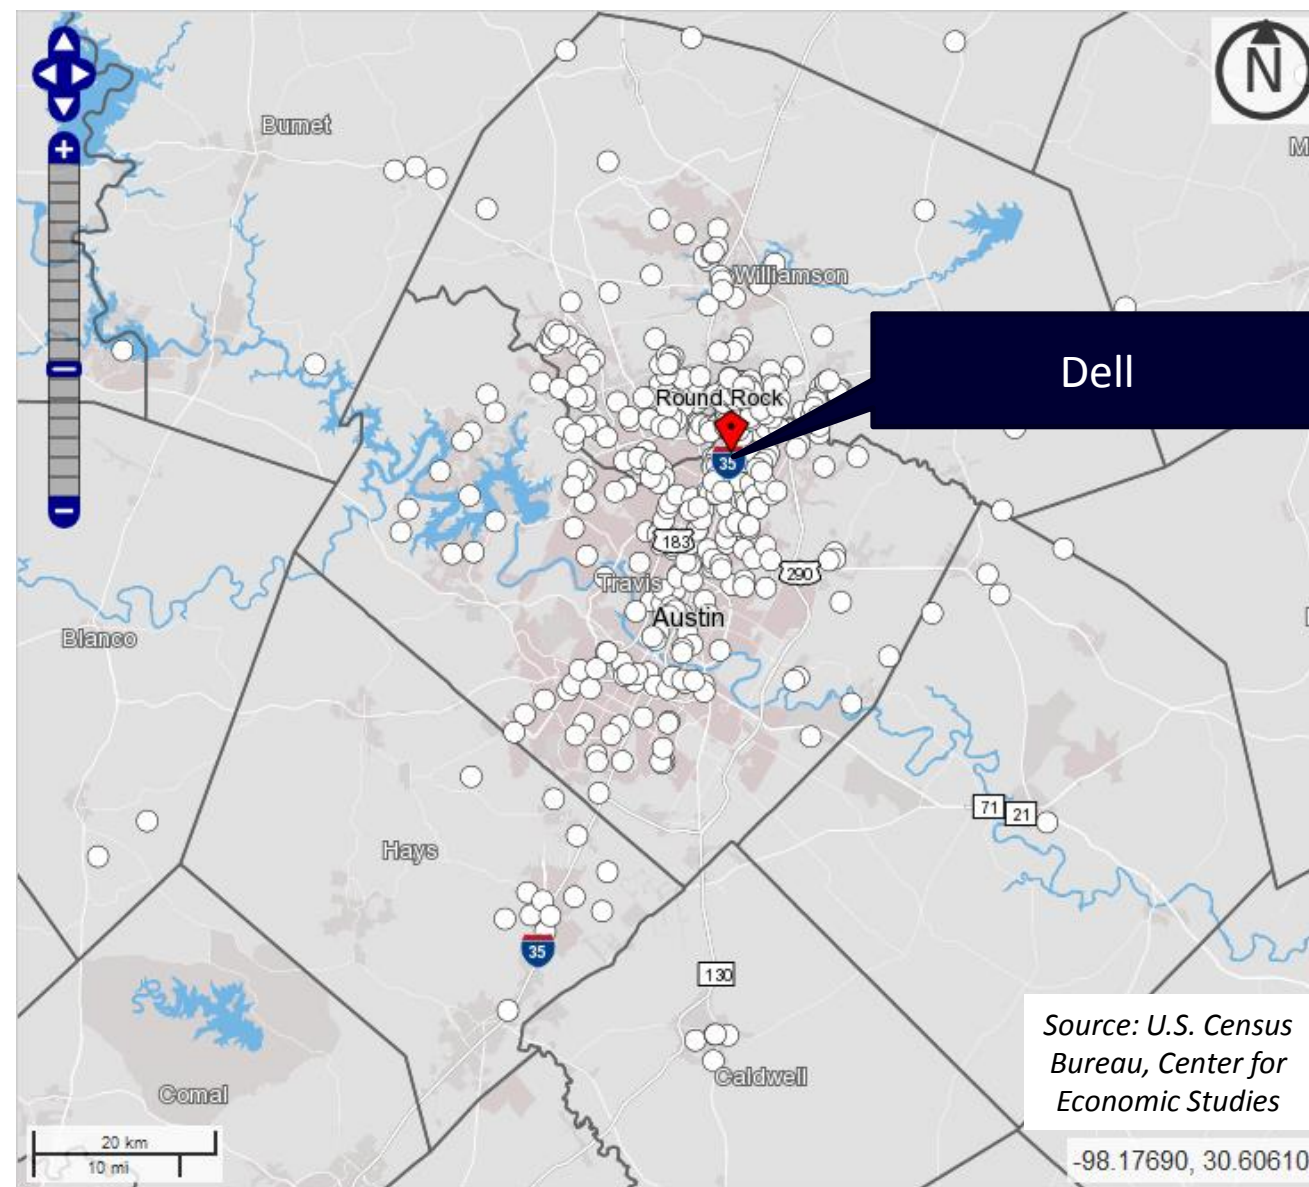 N
+
Burnet
M
Williamson
Dell
Round Rock
35
183
290
Travis
Austin
Blanco
71
21
Hays
35
130
Source: U.S. Census
Bureau, Center for
Economic Studies
Caldwell
Comal
20 km
10 mi
-98.17690, 30.60610